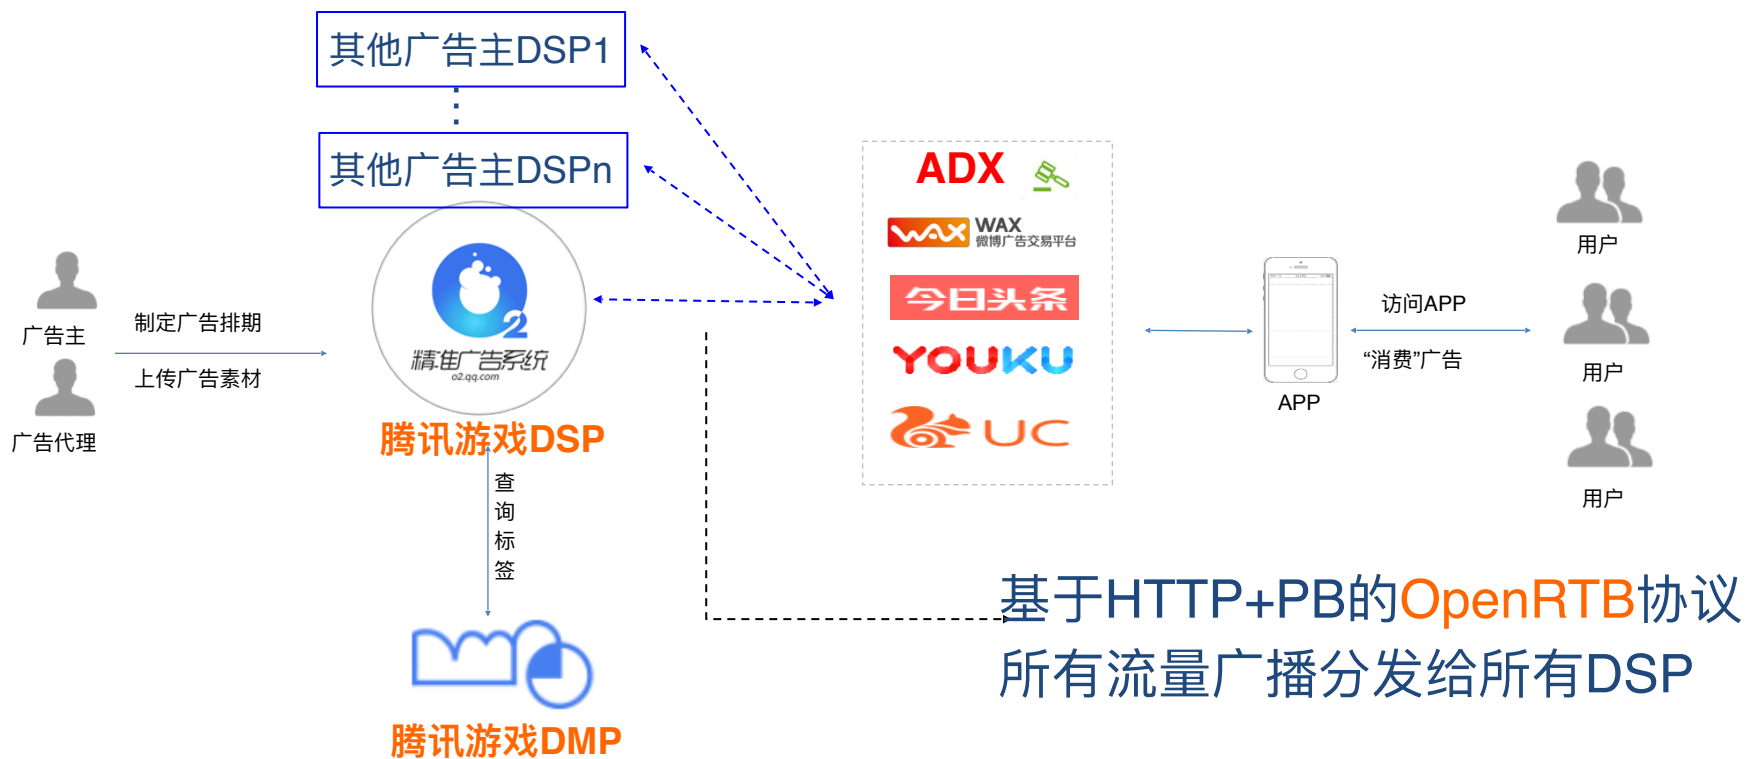 其他广告主DSP1
其他广告主DSPn
广告主
广告代理
制定广告排期
上传广告素材
O2
精准广告系统
o2.qq.com
腾讯游戏DSP
查询标签
腾讯游戏DMP
ADX
WAX
WAX
微博广告交易平台
今日头条
YOUKU
UC
APP
访问APP
“消费”广告
用户
用户
用户
基于HTTP+PB的OpenRTB协议
所有流量广播分发给所有DSP